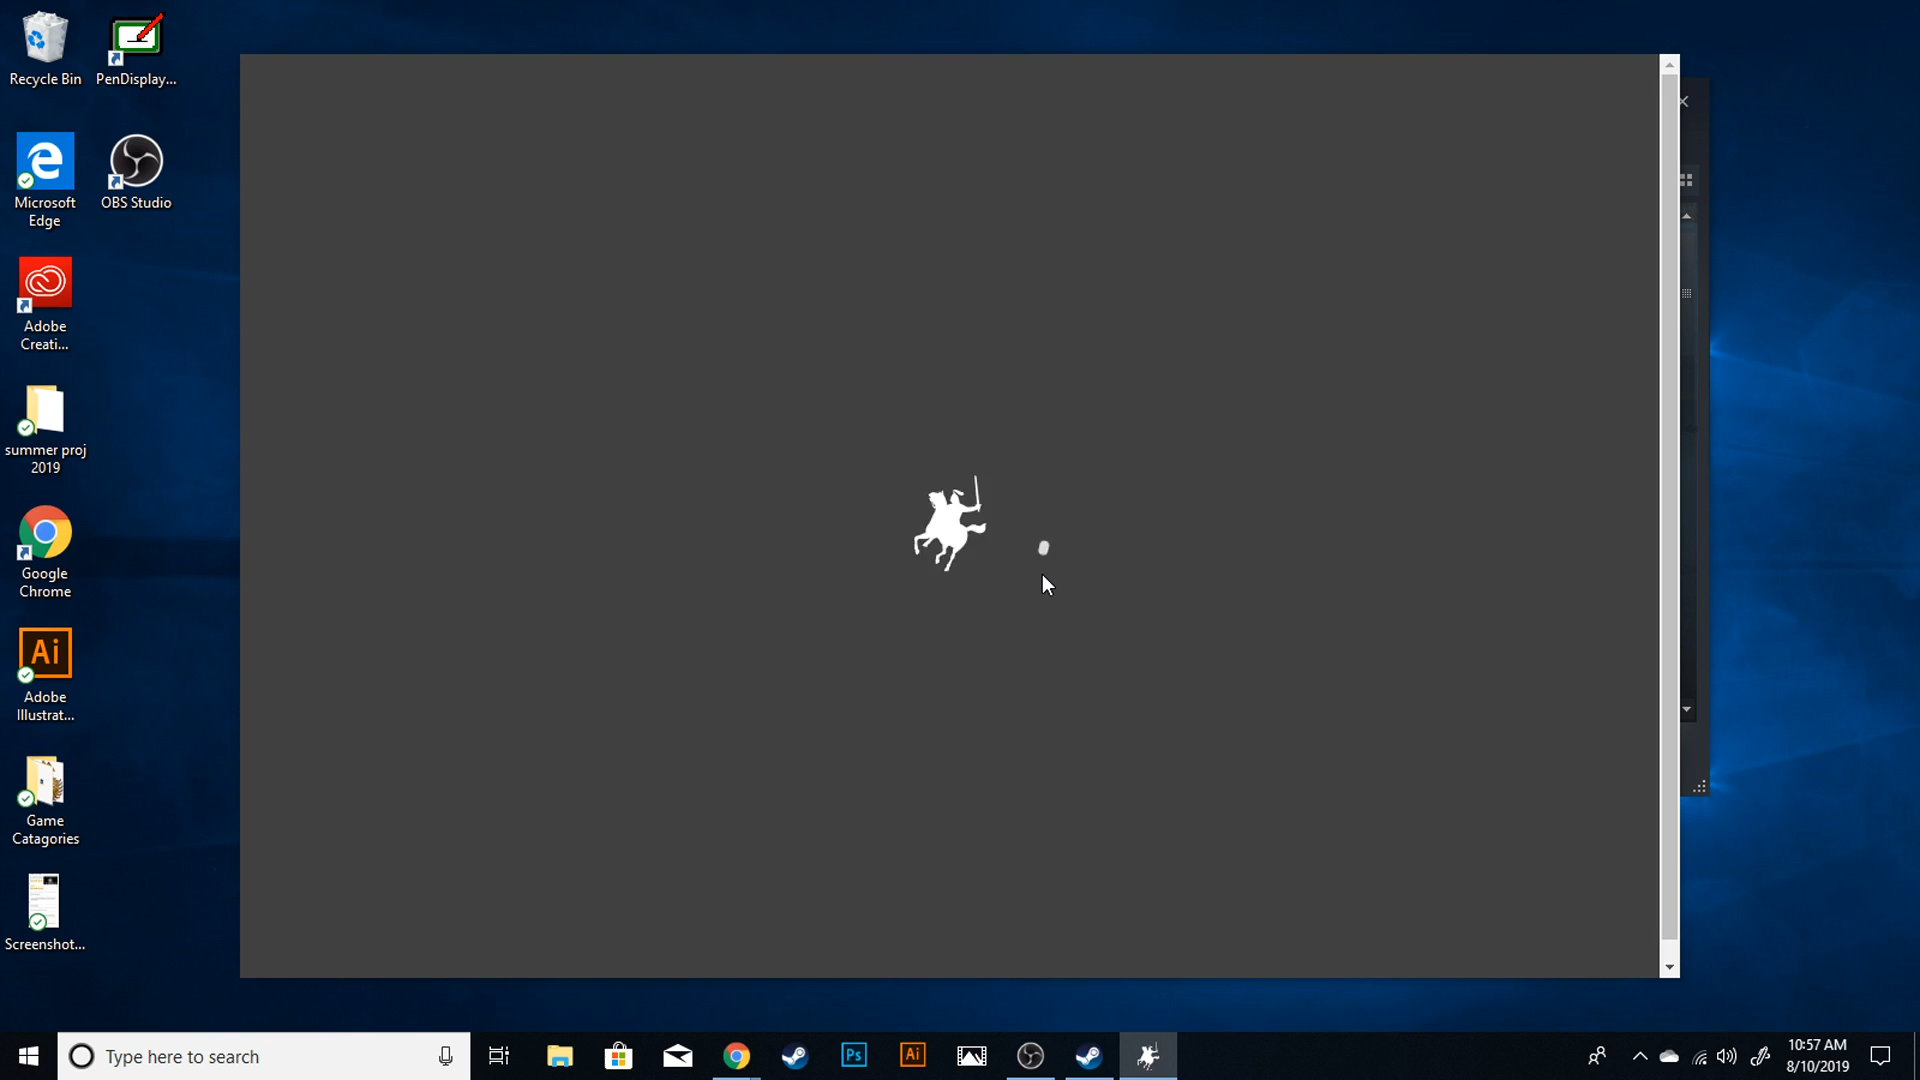 Recycle Bin
PenDisplay...
Microsoft
Edge
OBS Studio
Adobe
Creati...
summer proj
2019
Google
Chrome
Ai
Adobe
Illustrat...
Game
Catagories
Screenshot...
Type here to search
Ps
Ai
10:57 AM
8/10/2019